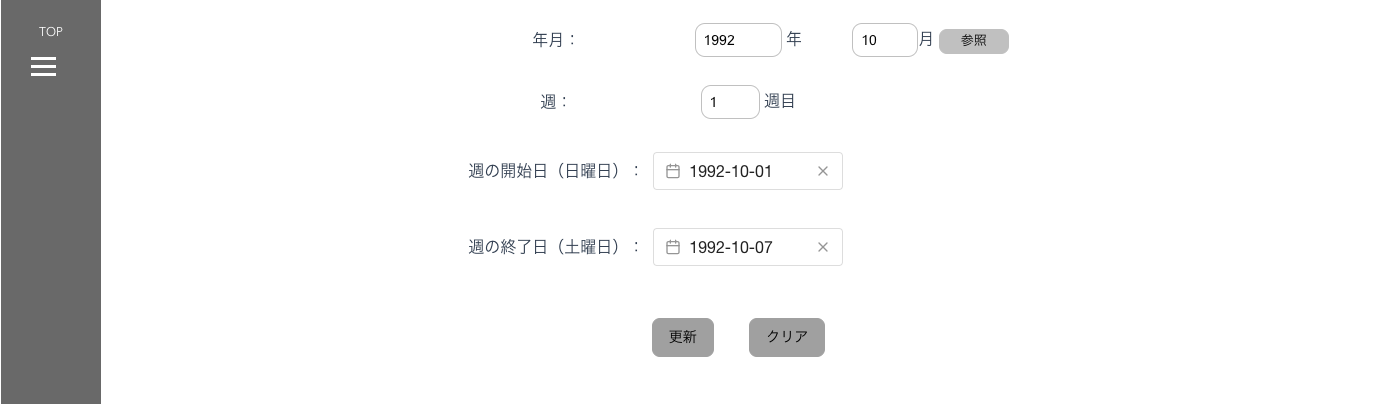 TOP
年月： 1992 年 10 月 参照
週： 1 週目
週の開始日（日曜日）： 1992-10-01
週の終了日（土曜日）： 1992-10-07
更新 クリア